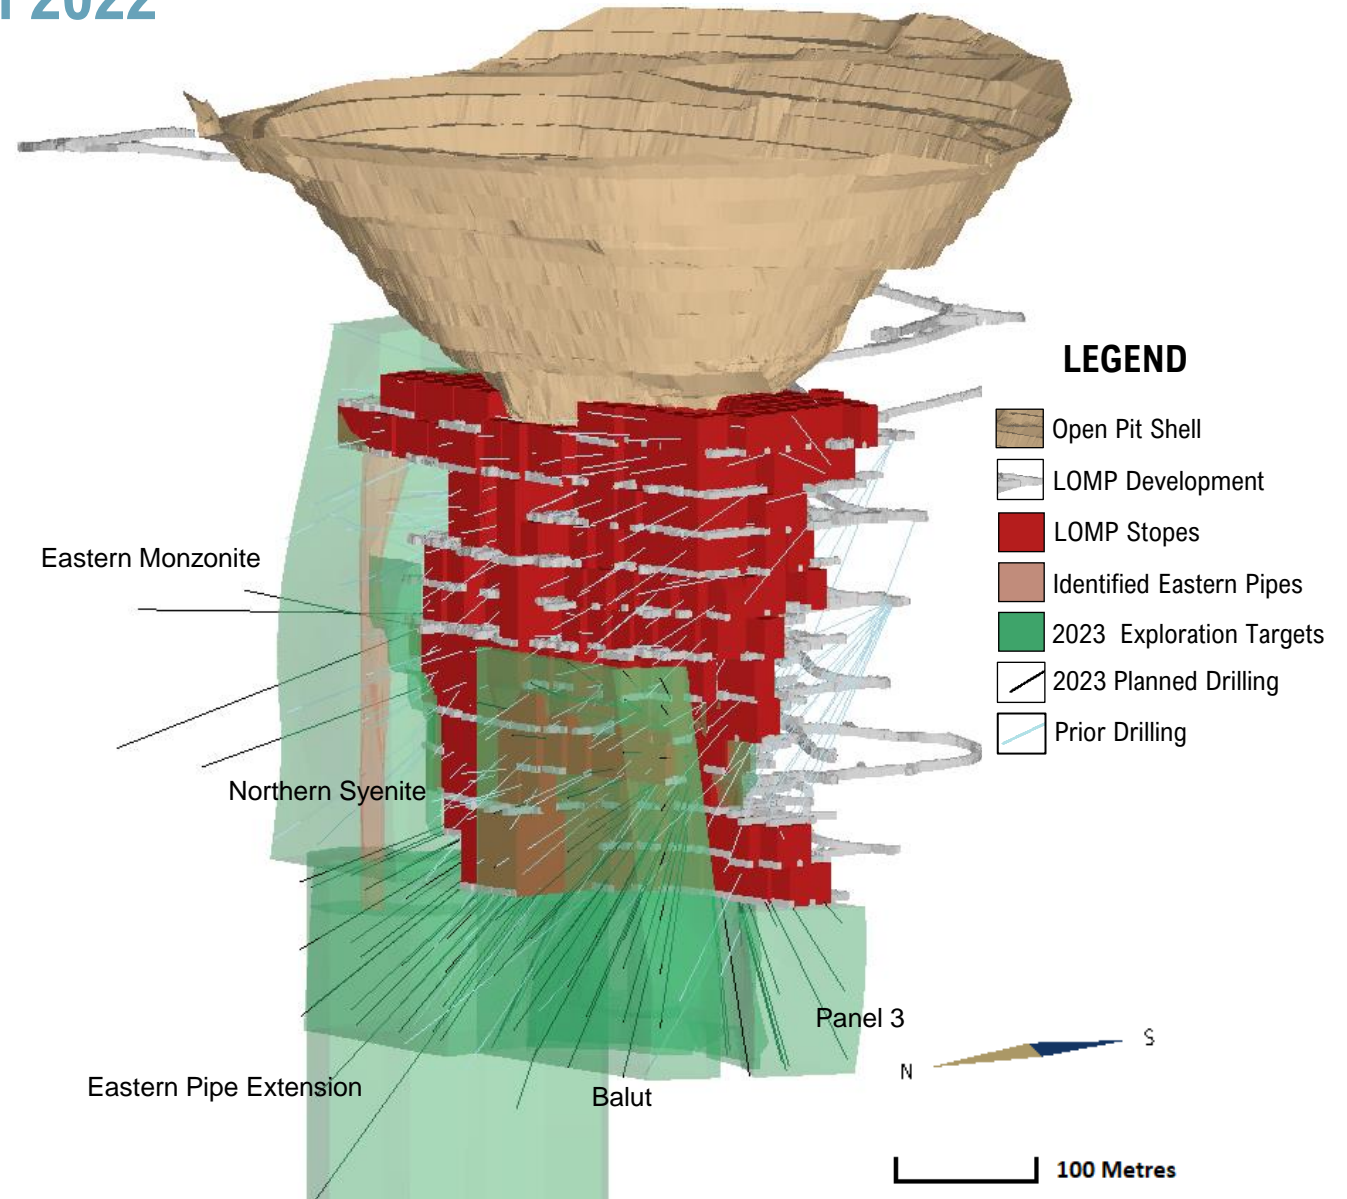 2022
LEGEND
Open Pit Shell
LOMP Development
LOMP Stopes
Identified Eastern Pipes
2023 Exploration Targets
2023 Planned Drilling
Prior Drilling
Eastern Monzonite
Northern Syenite
Panel 3
Eastern Pipe Extension
Balut
N
S
100 Metres